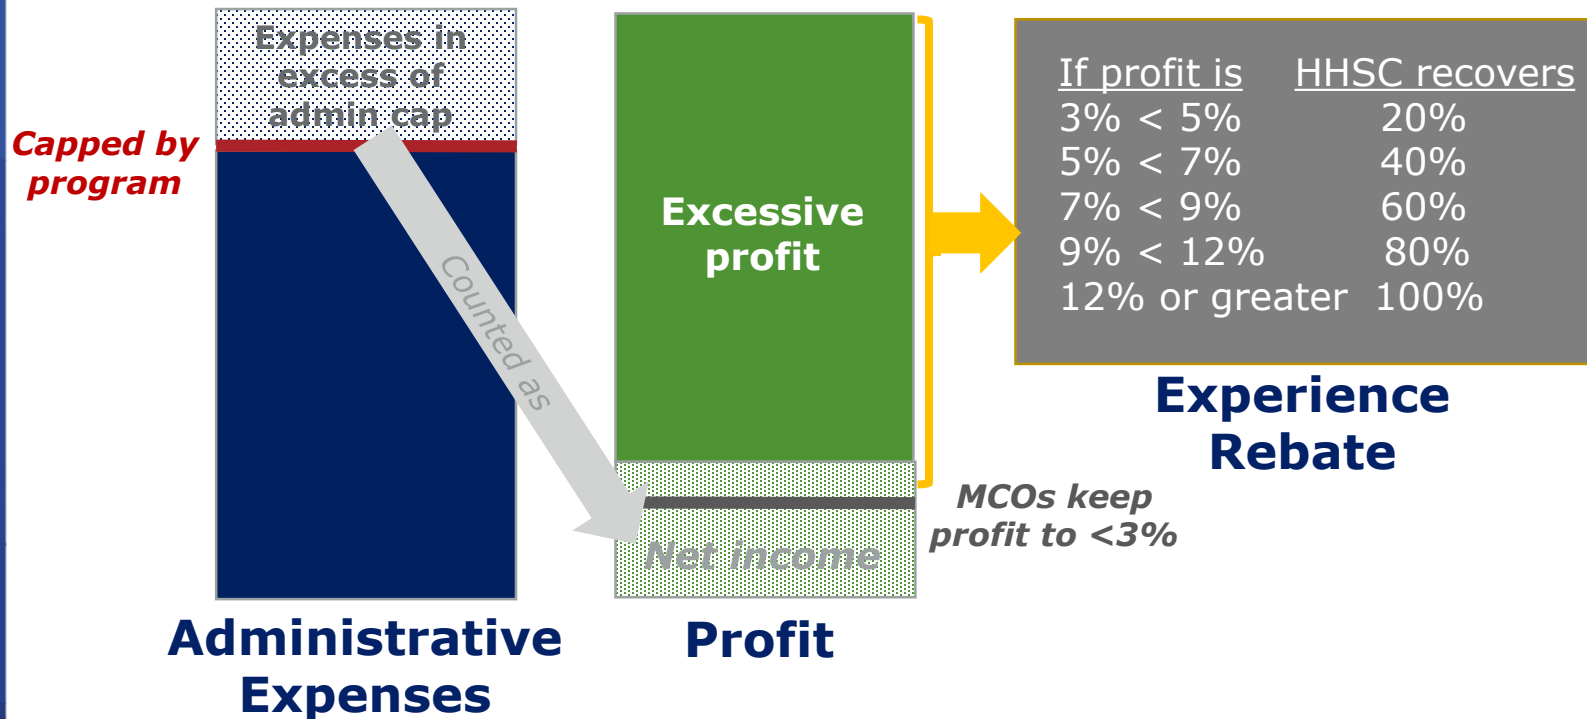 Expenses in
excess of
admin cap
Capped by
program
Counted as
Administrative
Expenses
Excessive
profit
Net income
Profit
MCOs keep
profit to <3%
If profit is HHSC recovers
3% < 5% 20%
5% < 7% 40%
7% < 9% 60%
9% < 12% 80%
12% or greater 100%
Experience
Rebate